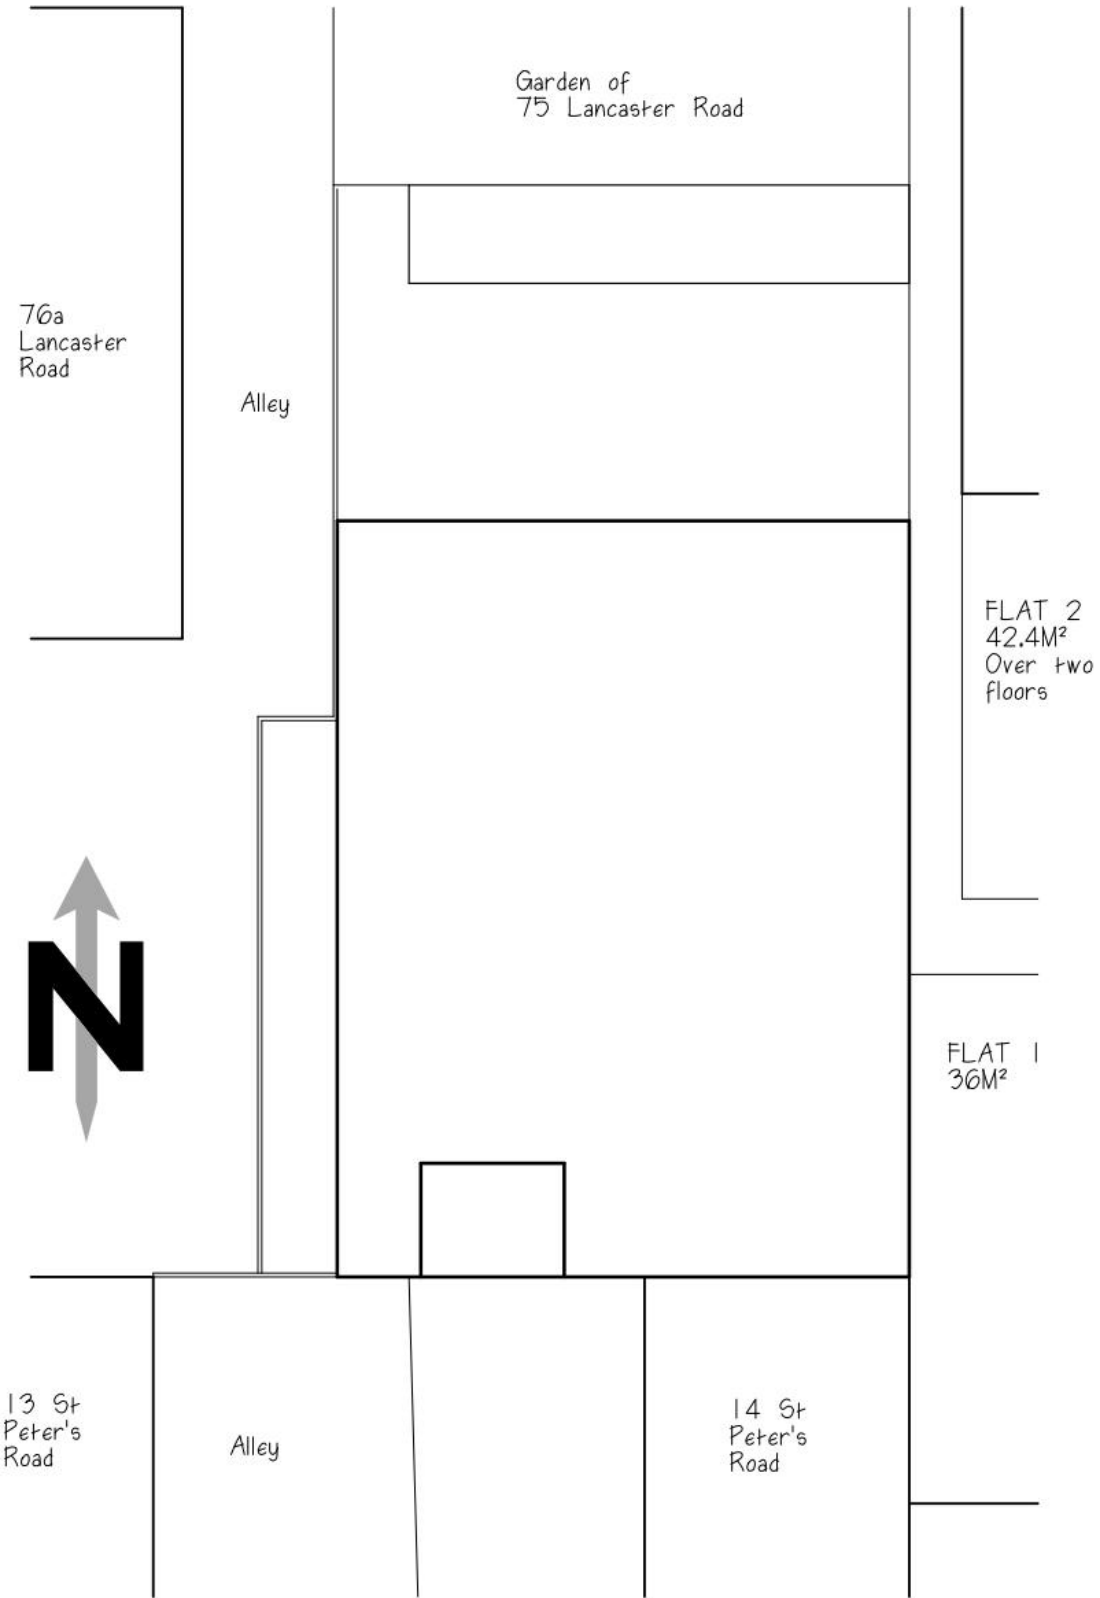 Garden of
75 Lancaster Road
76a
Lancaster
Road
Alley
FLAT 2
42.4M²
Over two
floors
N
FLAT 1
36M²
13 St
Peter's
Road
Alley
14 St
Peter's
Road